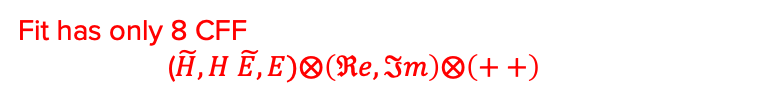 Fit has only 8 CFF
(H̃, H Ẽ, E)⊗(ℜe, ℑm)⊗(+ +)